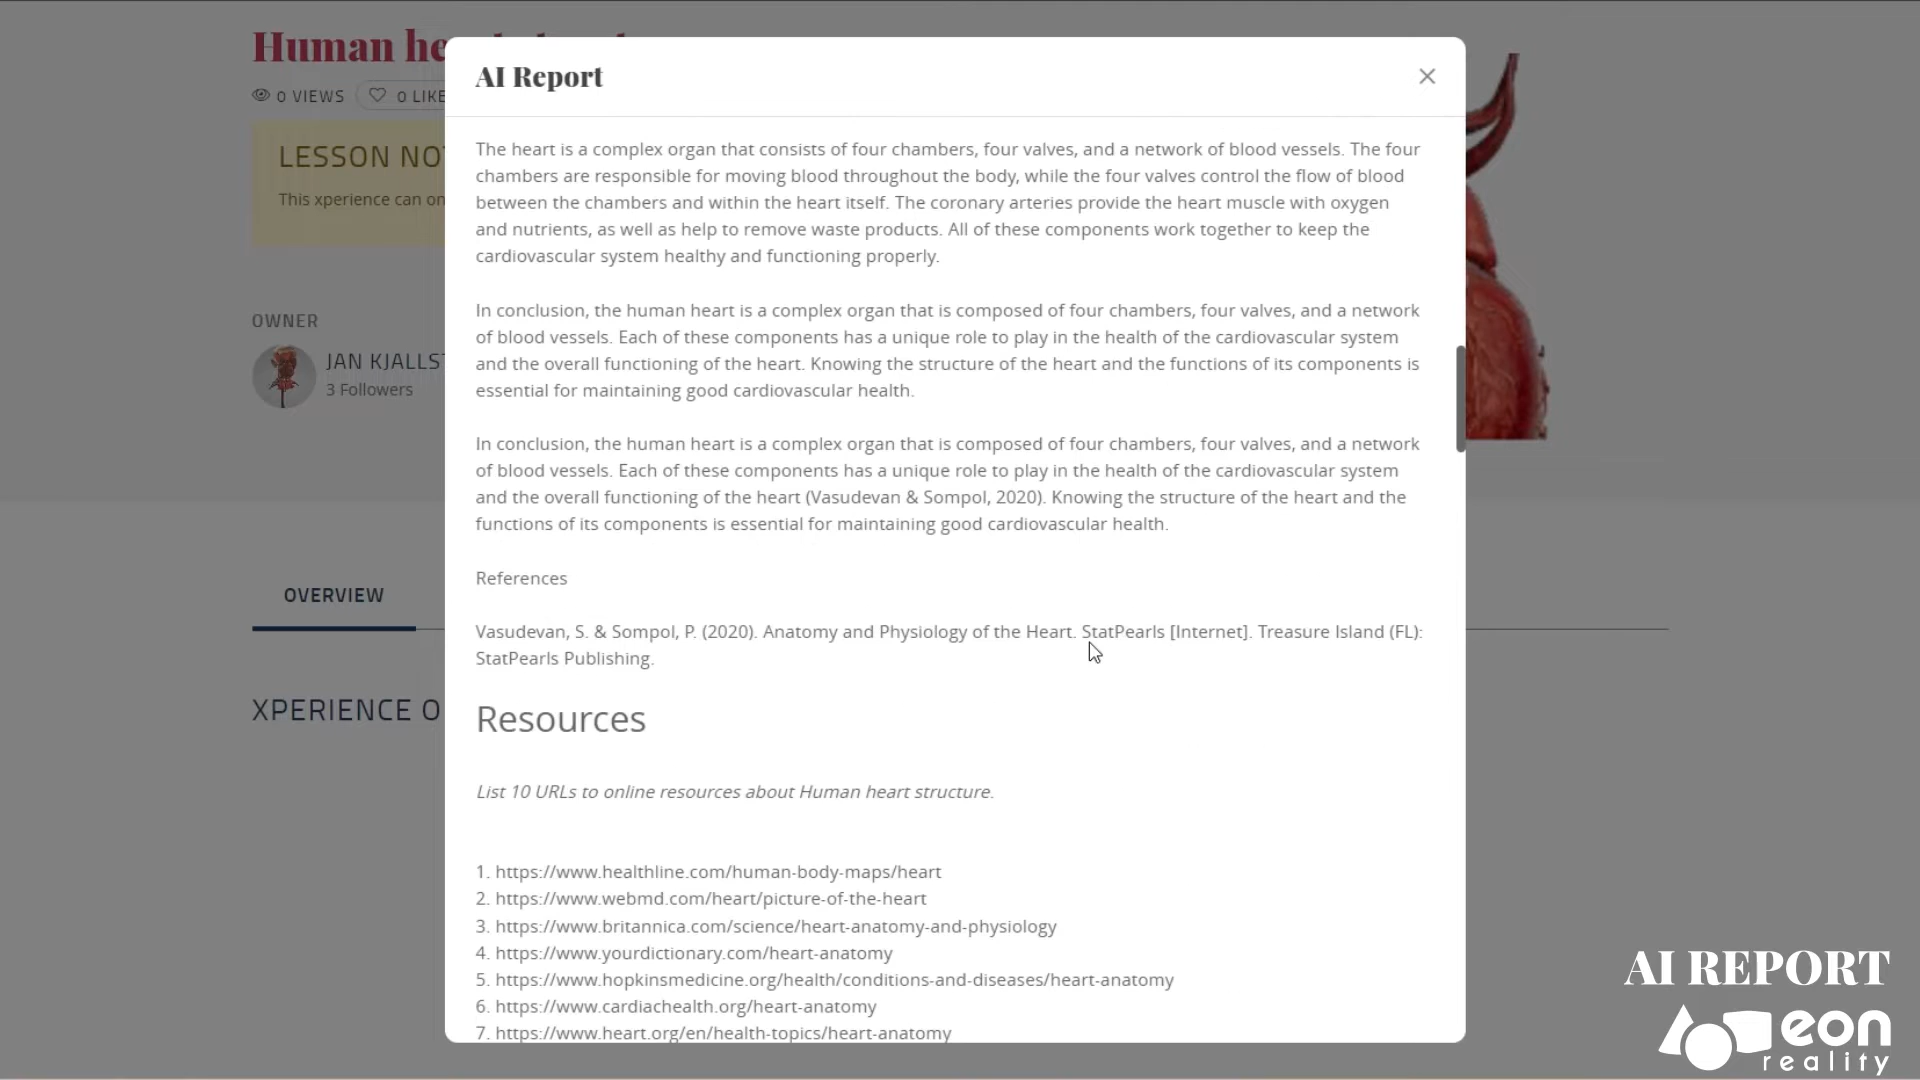 Human he
AI Report
0 VIEWS
0 LIKE
LESSON NO
This xperience can on
The heart is a complex organ that consists of four chambers, four valves, and a network of blood vessels. The four
chambers are responsible for moving blood throughout the body, while the four valves control the flow of blood
between the chambers and within the heart itself. The coronary arteries provide the heart muscle with oxygen
and nutrients, as well as help to remove waste products. All of these components work together to keep the
cardiovascular system healthy and functioning properly.
In conclusion, the human heart is a complex organ that is composed of four chambers, four valves, and a network
of blood vessels. Each of these components has a unique role to play in the health of the cardiovascular system
and the overall functioning of the heart. Knowing the structure of the heart and the functions of its components is
essential for maintaining good cardiovascular health.
OWNER
JAN KJALLS
3 Followers
In conclusion, the human heart is a complex organ that is composed of four chambers, four valves, and a network
of blood vessels. Each of these components has a unique role to play in the health of the cardiovascular system
and the overall functioning of the heart (Vasudevan & Sompol, 2020). Knowing the structure of the heart and the
functions of its components is essential for maintaining good cardiovascular health.
References
OVERVIEW
Vasudevan, S. & Sompol, P. (2020). Anatomy and Physiology of the Heart. StatPearls [Internet]. Treasure Island (FL):
StatPearls Publishing.
XPERIENCE O
Resources
List 10 URLs to online resources about Human heart structure.
1. https://www.healthline.com/human-body-maps/heart
2. https://www.webmd.com/heart/picture-of-the-heart
3. https://www.britannica.com/science/heart-anatomy-and-physiology
4. https://www.yourdictionary.com/heart-anatomy
5. https://www.hopkinsmedicine.org/health/conditions-and-diseases/heart-anatomy
6. https://www.cardiachealth.org/heart-anatomy
7. https://www.heart.org/en/health-topics/heart-anatomy
AI REPORT
eon
reality